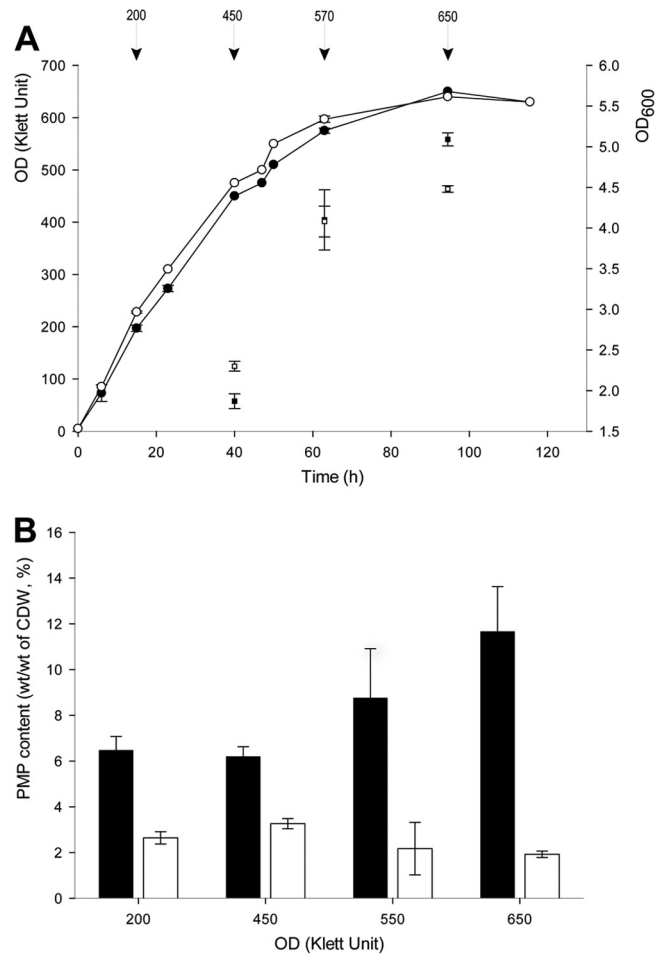 200 450 570 650
A
700 6.0
600 5.5
500 5.0
400 4.5
300 4.0
200 3.5
100 3.0
0 2.5
2.0
1.5
OD (Klett Unit)
OD600
0 20 40 60 80 100 120
Time (h)
B
16
14
12
10
8
6
4
2
0
PMP content (wt/wt of CDW, %)
200 450 550 650
OD (Klett Unit)